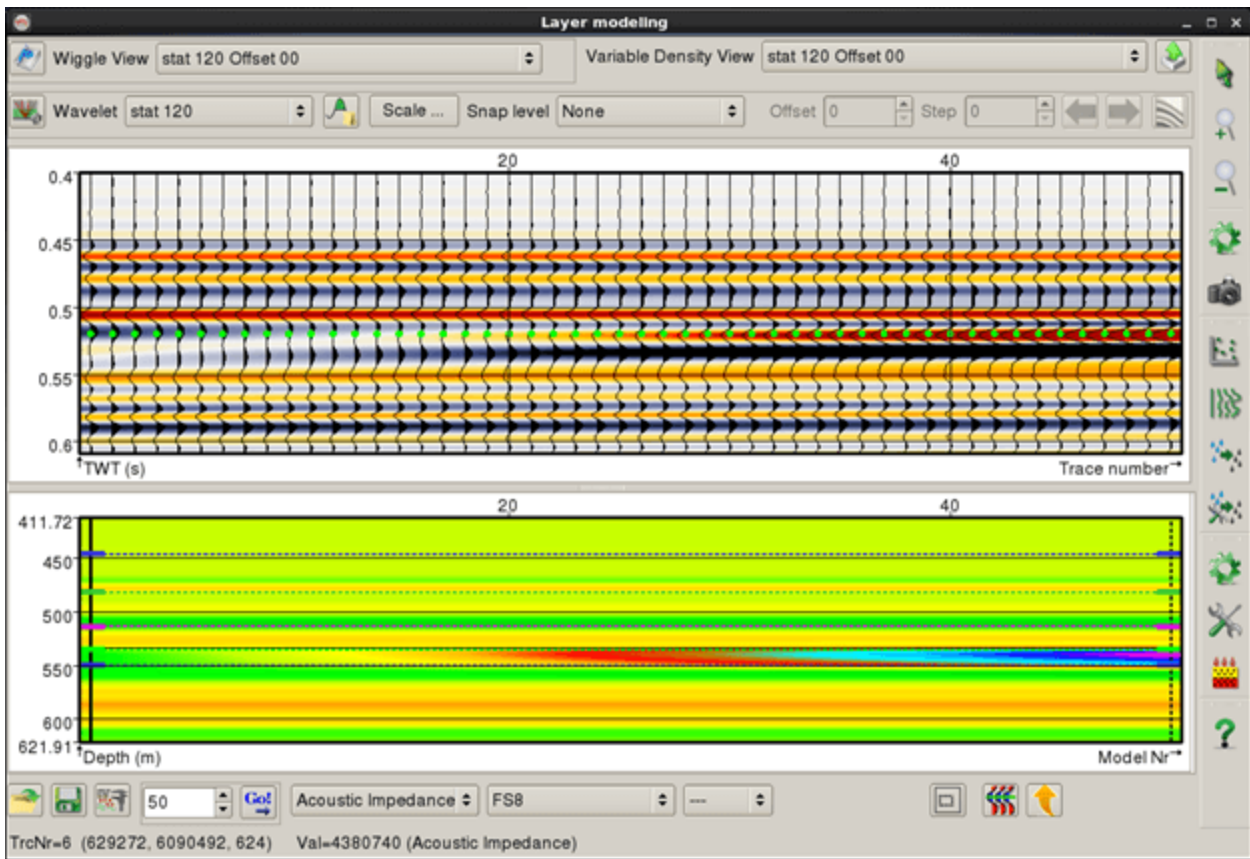 Layer modeling
Wiggle View stat 120 Offset 00 Variable Density View stat 120 Offset 00
Wavelet stat 120 Scale ... Snap level None Offset 0 Step 0
20 40
0.4
0.45
0.5
0.55
0.6
TWT (s) Trace number
20 40
411.72
450
500
550
600
621.91
Depth (m) Model Nr
50 Go! Acoustic Impedance FS8 ---
TrcNr=6 (629272, 6090492, 624) Val=4380740 (Acoustic Impedance)